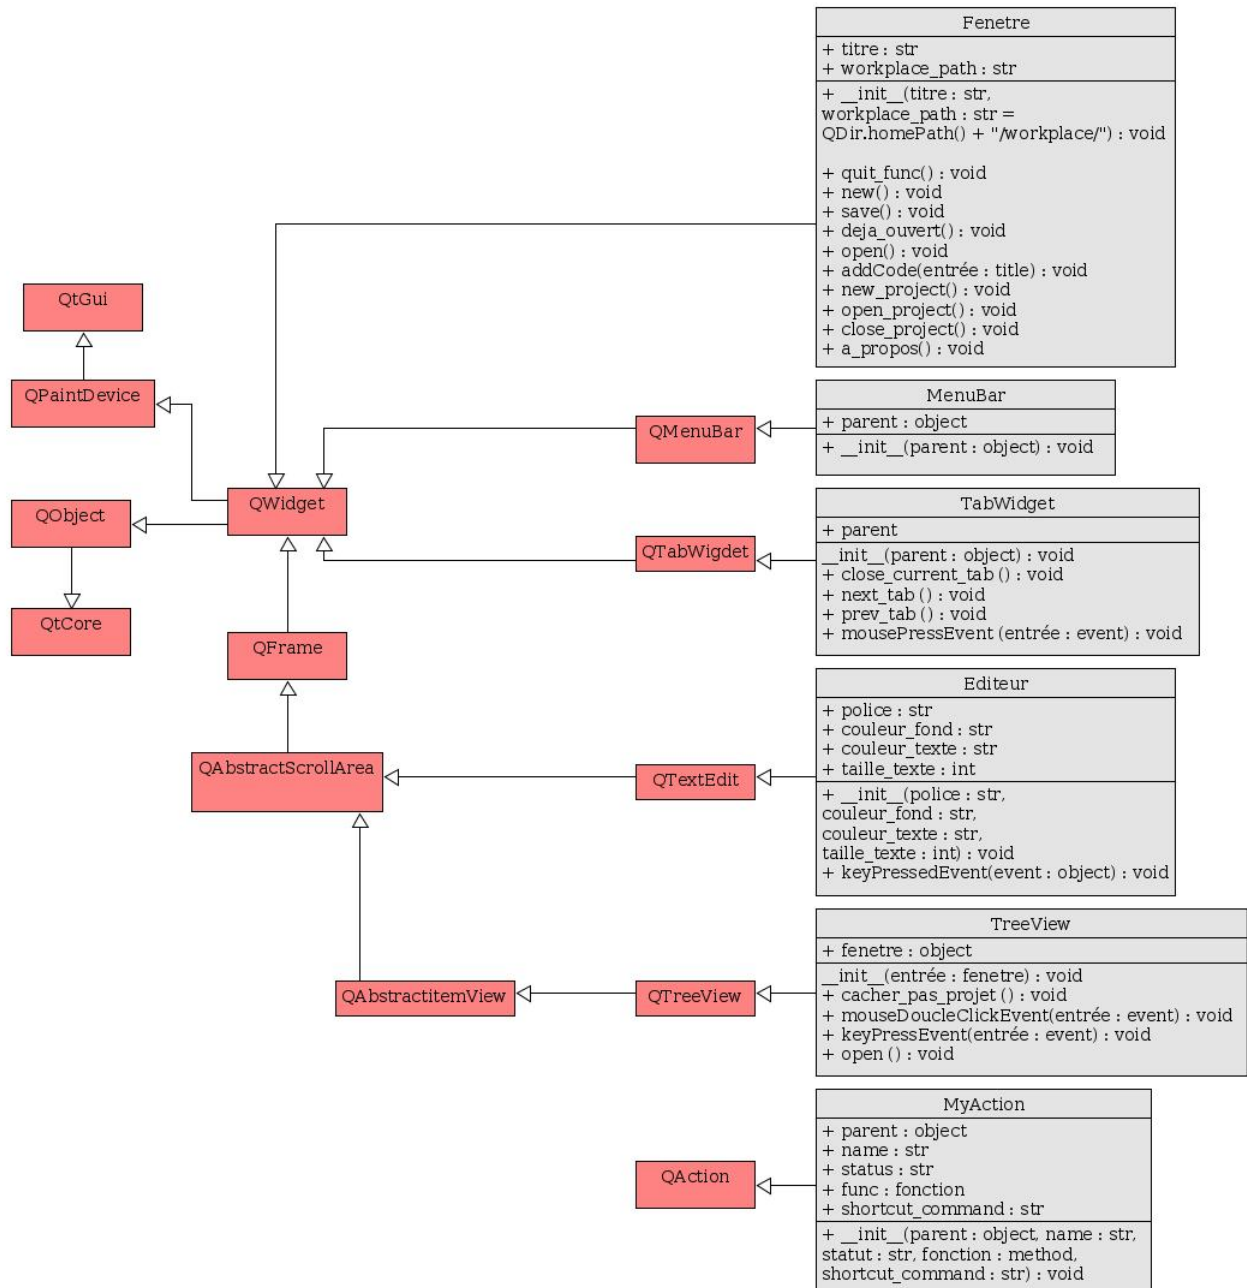 Fenetre
+ titre : str
+ workplace_path : str
+ __init__(titre : str,
workplace_path : str =
QDir.homePath() + "/workplace/") : void
+ quit_func() : void
+ new() : void
+ save() : void
+ deja_ouvert() : void
+ open() : void
+ addCode(entrée : title) : void
+ new_project() : void
+ open_project() : void
+ close_project() : void
+ a_propos() : void
QtGui
QPaintDevice
QObject
QtCore
QWidget
QMenuBar
MenuBar
+ parent : object
+ __init__(parent : object) : void
QTabWigdet
TabWidget
+ parent
__init__(parent : object) : void
+ close_current_tab () : void
+ next_tab () : void
+ prev_tab () : void
+ mousePressEvent (entrée : event) : void
QFrame
QAbstractScrollArea
QTextEdit
Editeur
+ police : str
+ couleur_fond : str
+ couleur_texte : str
+ taille_texte : int
+ __init__(police : str,
couleur_fond : str,
couleur_texte : str,
taille_texte : int) : void
+ keyPressedEvent(event : object) : void
QAbstractitemView
QTreeView
TreeView
+ fenetre : object
__init__(entrée : fenetre) : void
+ cacher_pas_projet () : void
+ mouseDoucleClickEvent(entrée : event) : void
+ keyPressEvent(entrée : event) : void
+ open () : void
QAction
MyAction
+ parent : object
+ name : str
+ status : str
+ func : fonction
+ shortcut_command : str
+ __init__(parent : object, name : str,
statut : str, fonction : method,
shortcut_command : str) : void